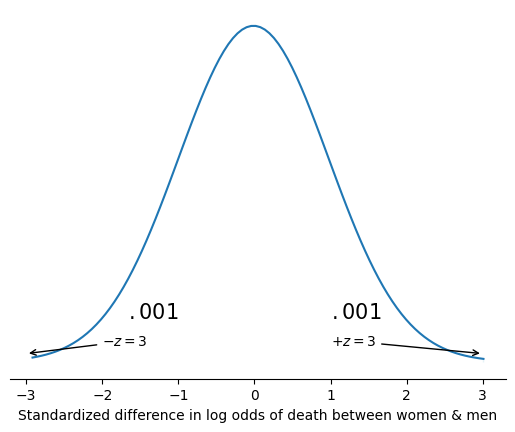 .001 .001
−z = 3 +z = 3
−3 −2 −1 0 1 2 3
Standardized difference in log odds of death between women & men